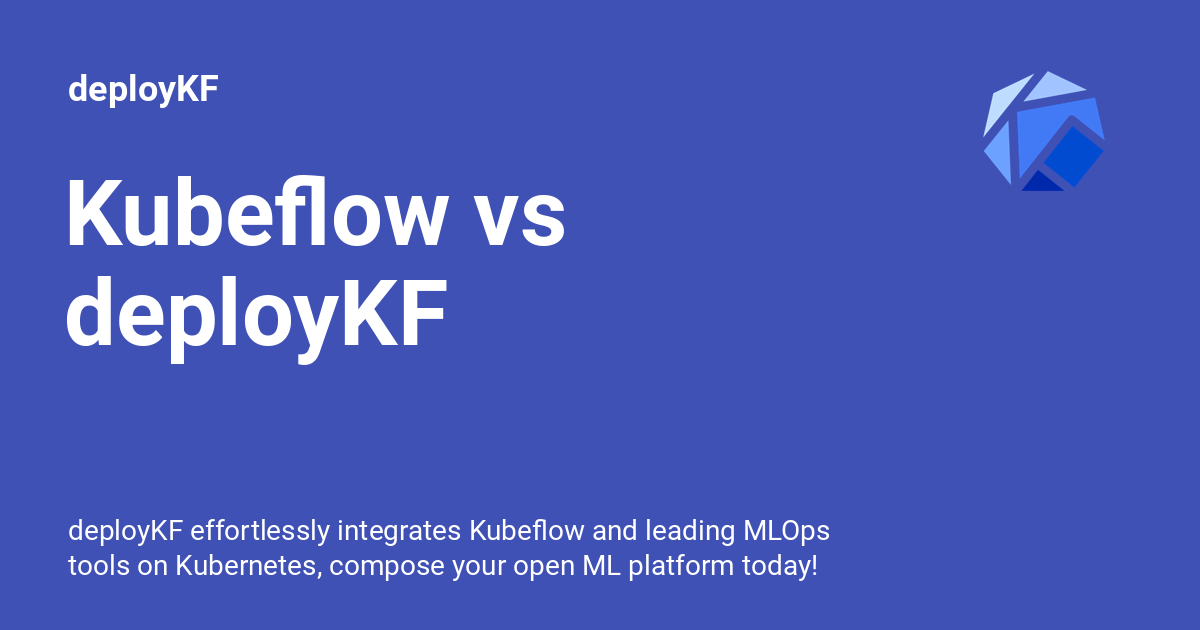 deployKF
Kubeflow vs
deployKF
deployKF effortlessly integrates Kubeflow and leading MLOps
tools on Kubernetes, compose your open ML platform today!